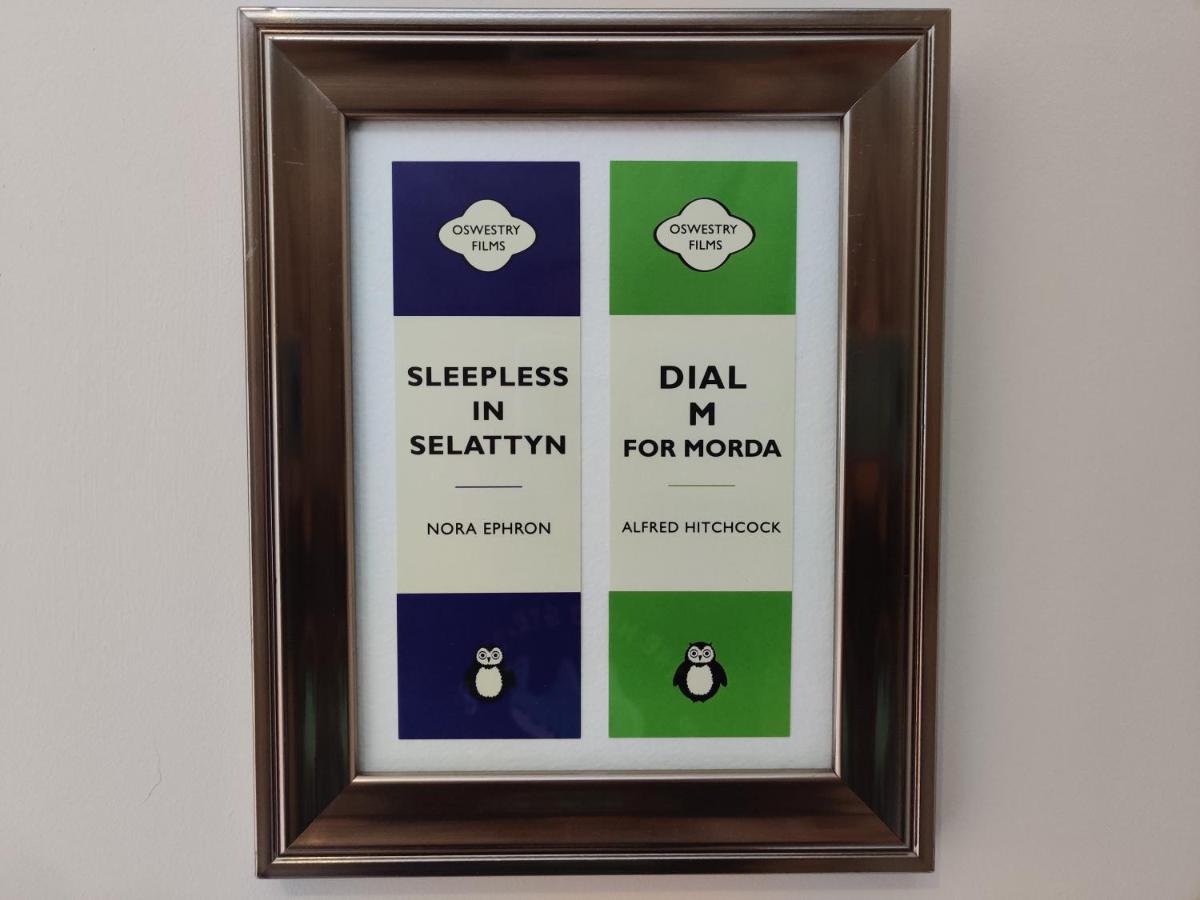 OSWESTRY
FILMS
SLEEPLESS
IN
SELATTYN
NORA EPHRON
OSWESTRY
FILMS
DIAL
M
FOR MORDA
ALFRED HITCHCOCK